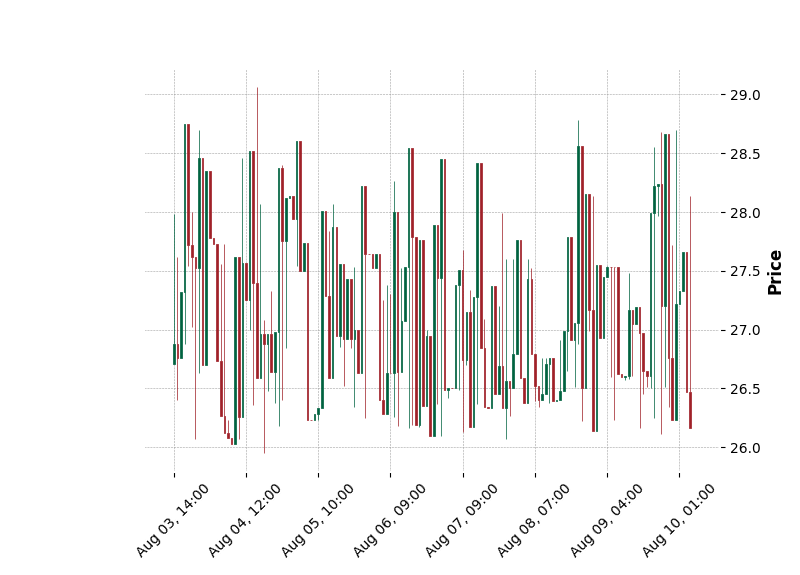 29.0
28.5
28.0
27.5
27.0
26.5
26.0
Price
Aug 03, 14:00
Aug 04, 12:00
Aug 05, 10:00
Aug 06, 09:00
Aug 07, 09:00
Aug 08, 07:00
Aug 09, 04:00
Aug 10, 01:00